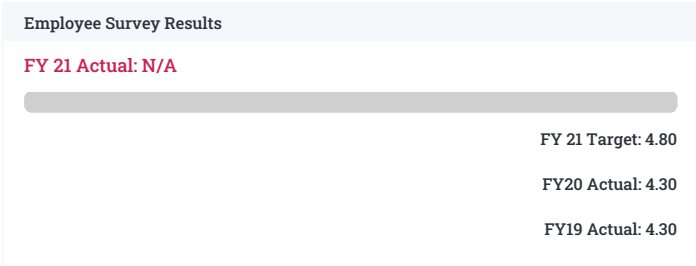 Employee Survey Results
FY 21 Actual: N/A
FY 21 Target: 4.80
FY20 Actual: 4.30
FY19 Actual: 4.30